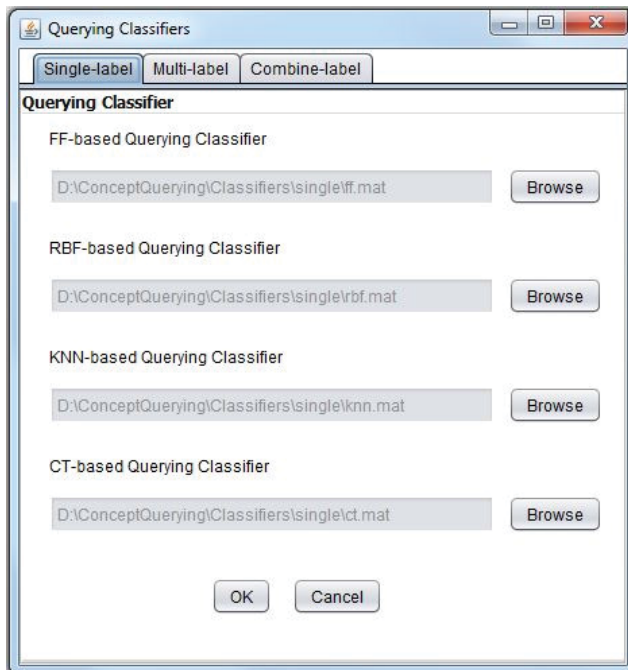 Querying Classifiers
Single-label Multi-label Combine-label
Querying Classifier
FF-based Querying Classifier
D:\ConceptQuerying\Classifiers\single\ff.mat Browse
RBF-based Querying Classifier
D:\ConceptQuerying\Classifiers\single\rbf.mat Browse
KNN-based Querying Classifier
D:\ConceptQuerying\Classifiers\single\knn.mat Browse
CT-based Querying Classifier
D:\ConceptQuerying\Classifiers\single\ct.mat Browse
OK Cancel